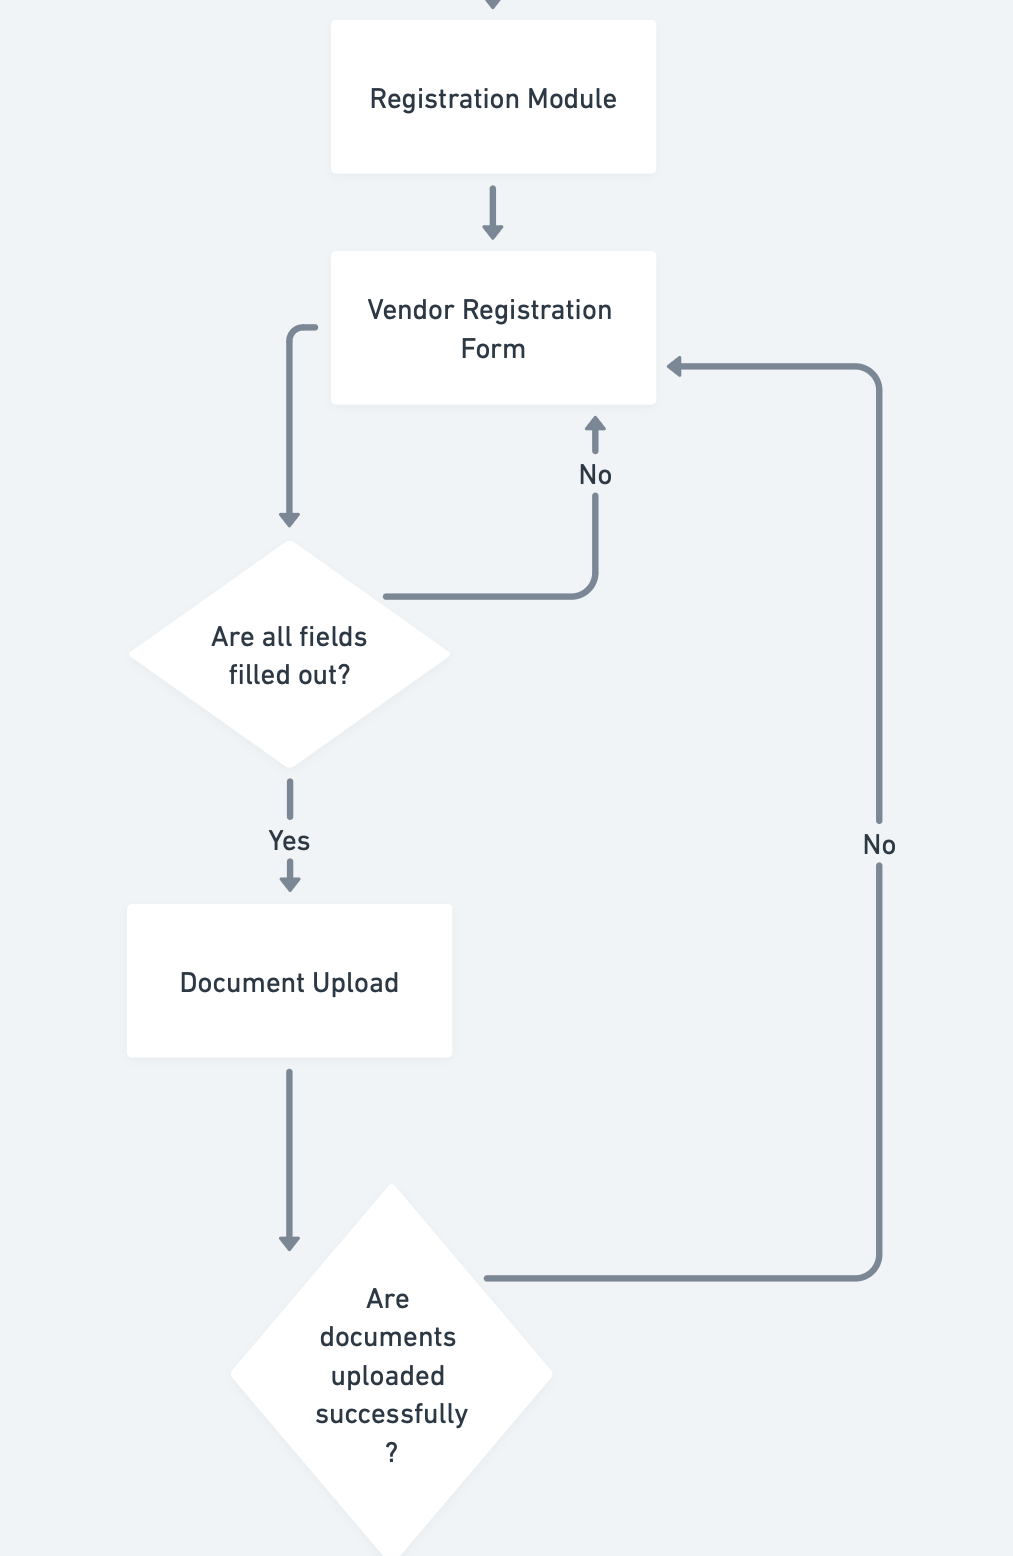 Registration Module
Vendor Registration
Form
No
Are all fields
filled out?
Yes
No
Document Upload
Are
documents
uploaded
successfully
?